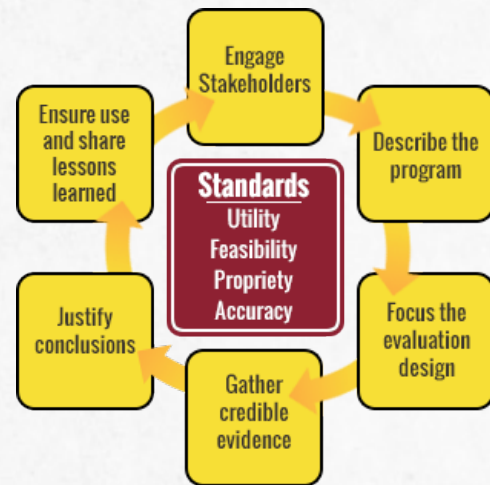 Engage
Stakeholders
Describe the
program
Focus the
evaluation
design
Gather
credible
evidence
Justify
conclusions
Ensure use
and share
lessons
learned
Standards
Utility
Feasibility
Propriety
Accuracy